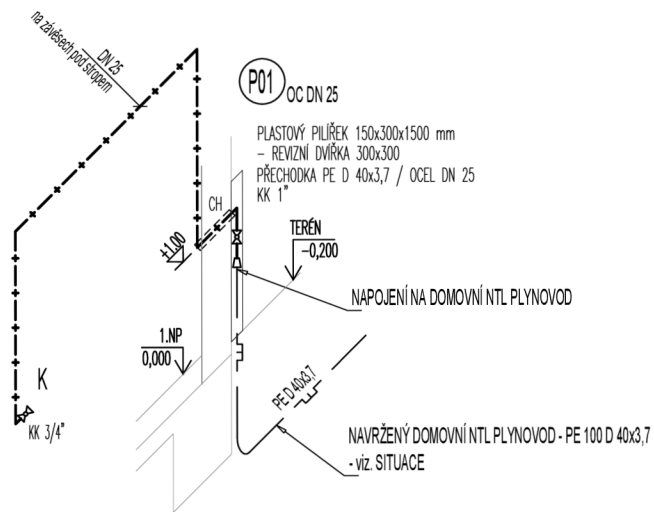 na závěsech pod stropem
DN 25
P01
OC DN 25
PLASTOVÝ PILÍŘEK 150x300x1500 mm
- REVIZNÍ DVÍŘKA 300x300
PŘECHODKA PE D 40x3,7 / OCEL DN 25
KK 1"
CH
+1.00
TERÉN
-0,200
NAPOJENÍ NA DOMOVNÍ NTL PLYNOVOD
1.NP
0,000
K
KK 3/4"
PE D 40x3,7
NAVRŽENÝ DOMOVNÍ NTL PLYNOVOD - PE 100 D 40x3,7
- viz. SITUACE